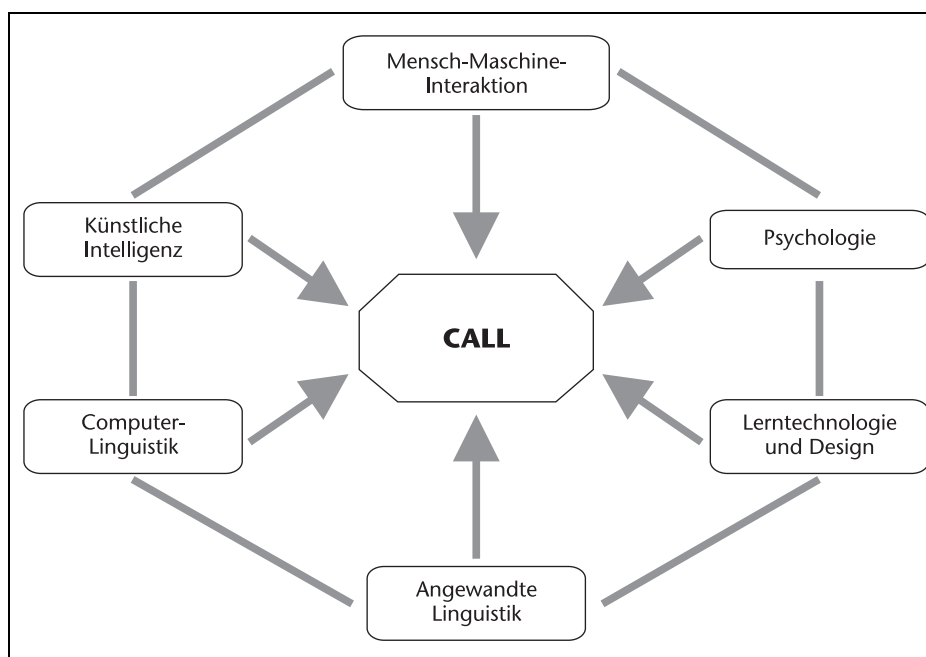 Mensch-Maschine-
Interaktion
Künstliche
Intelligenz
Psychologie
CALL
Computer-
Linguistik
Lerntechnologie
und Design
Angewandte
Linguistik